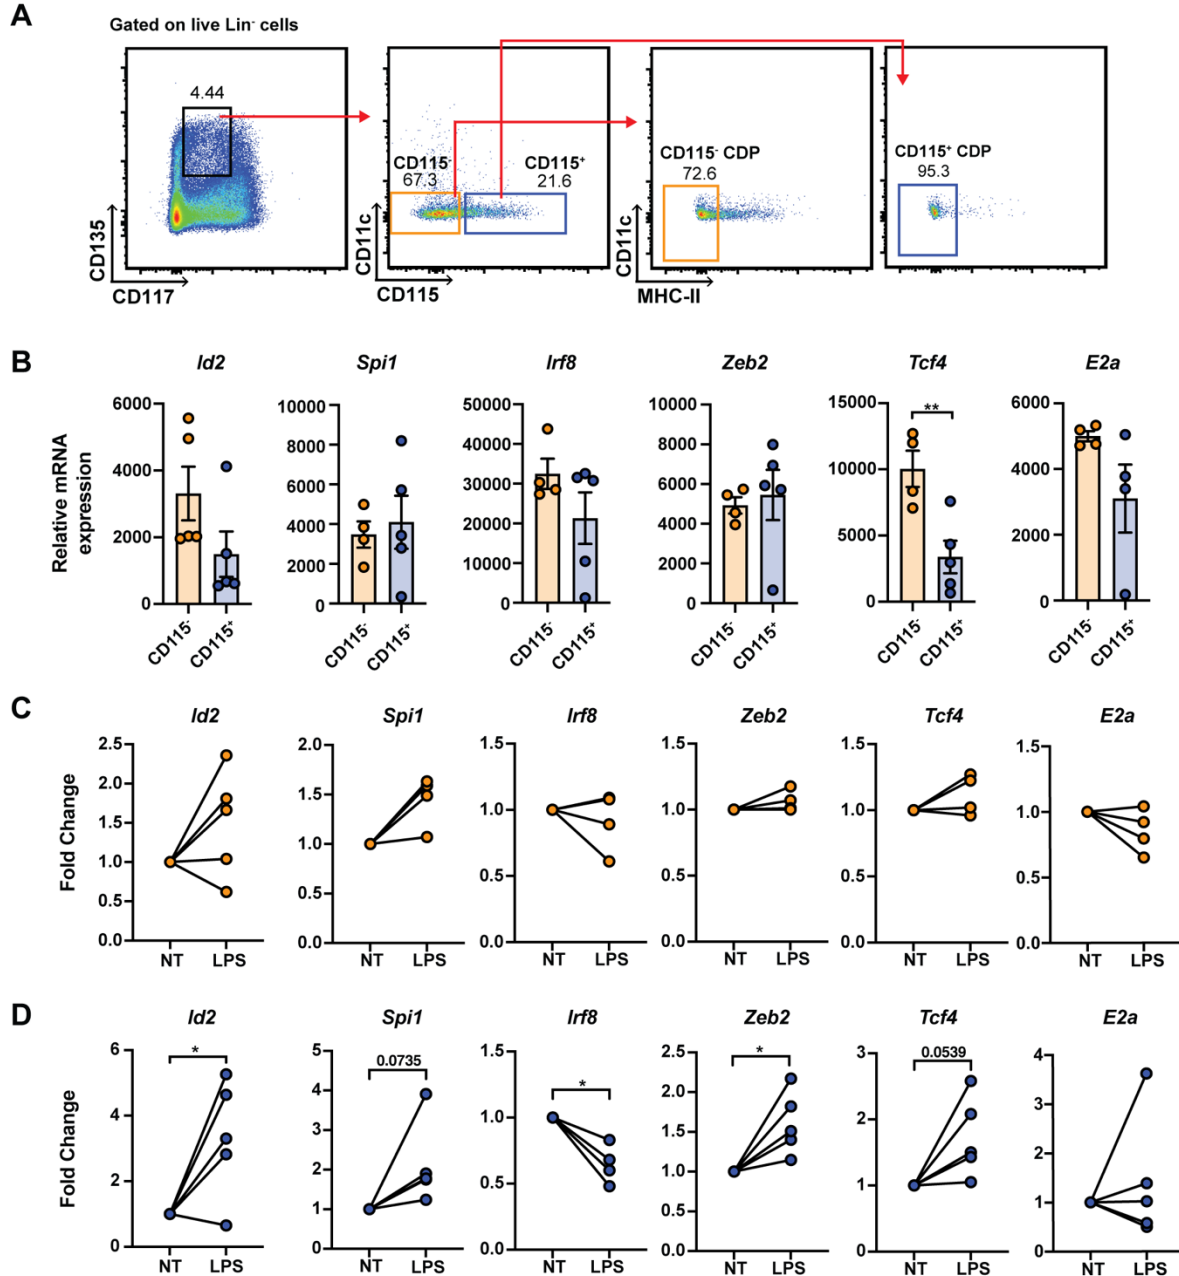 A
Gated on live Lin- cells
4.44
CD135
CD117
CD115-
67.3
CD115+
21.6
CD11c
CD115
CD115- CDP
72.6
CD11c
MHC-II
CD115+ CDP
95.3
B
Relative mRNA
expression
Id2
6000
4000
2000
0
CD115-
CD115+
Spi1
10000
8000
6000
4000
2000
0
CD115-
CD115+
Irf8
50000
40000
30000
20000
10000
0
CD115-
CD115+
Zeb2
10000
8000
6000
4000
2000
0
CD115-
CD115+
Tcf4
15000
10000
5000
0
**
CD115-
CD115+
E2a
6000
4000
2000
0
CD115-
CD115+
C
Fold Change
Id2
2.5
2.0
1.5
1.0
0.5
0.0
NT LPS
Spi1
2.0
1.5
1.0
0.5
0.0
NT LPS
Irf8
1.5
1.0
0.5
0.0
NT LPS
Zeb2
1.5
1.0
0.5
0.0
NT LPS
Tcf4
1.5
1.0
0.5
0.0
NT LPS
E2a
1.5
1.0
0.5
0.0
NT LPS
D
Fold Change
Id2
6
4
2
0
*
NT LPS
Spi1
5
4
3
2
1
0
0.0735
NT LPS
Irf8
1.5
1.0
0.5
0.0
*
NT LPS
Zeb2
2.5
2.0
1.5
1.0
0.5
0.0
*
NT LPS
Tcf4
3
2
1
0
0.0539
NT LPS
E2a
4
3
2
1
0
NT LPS